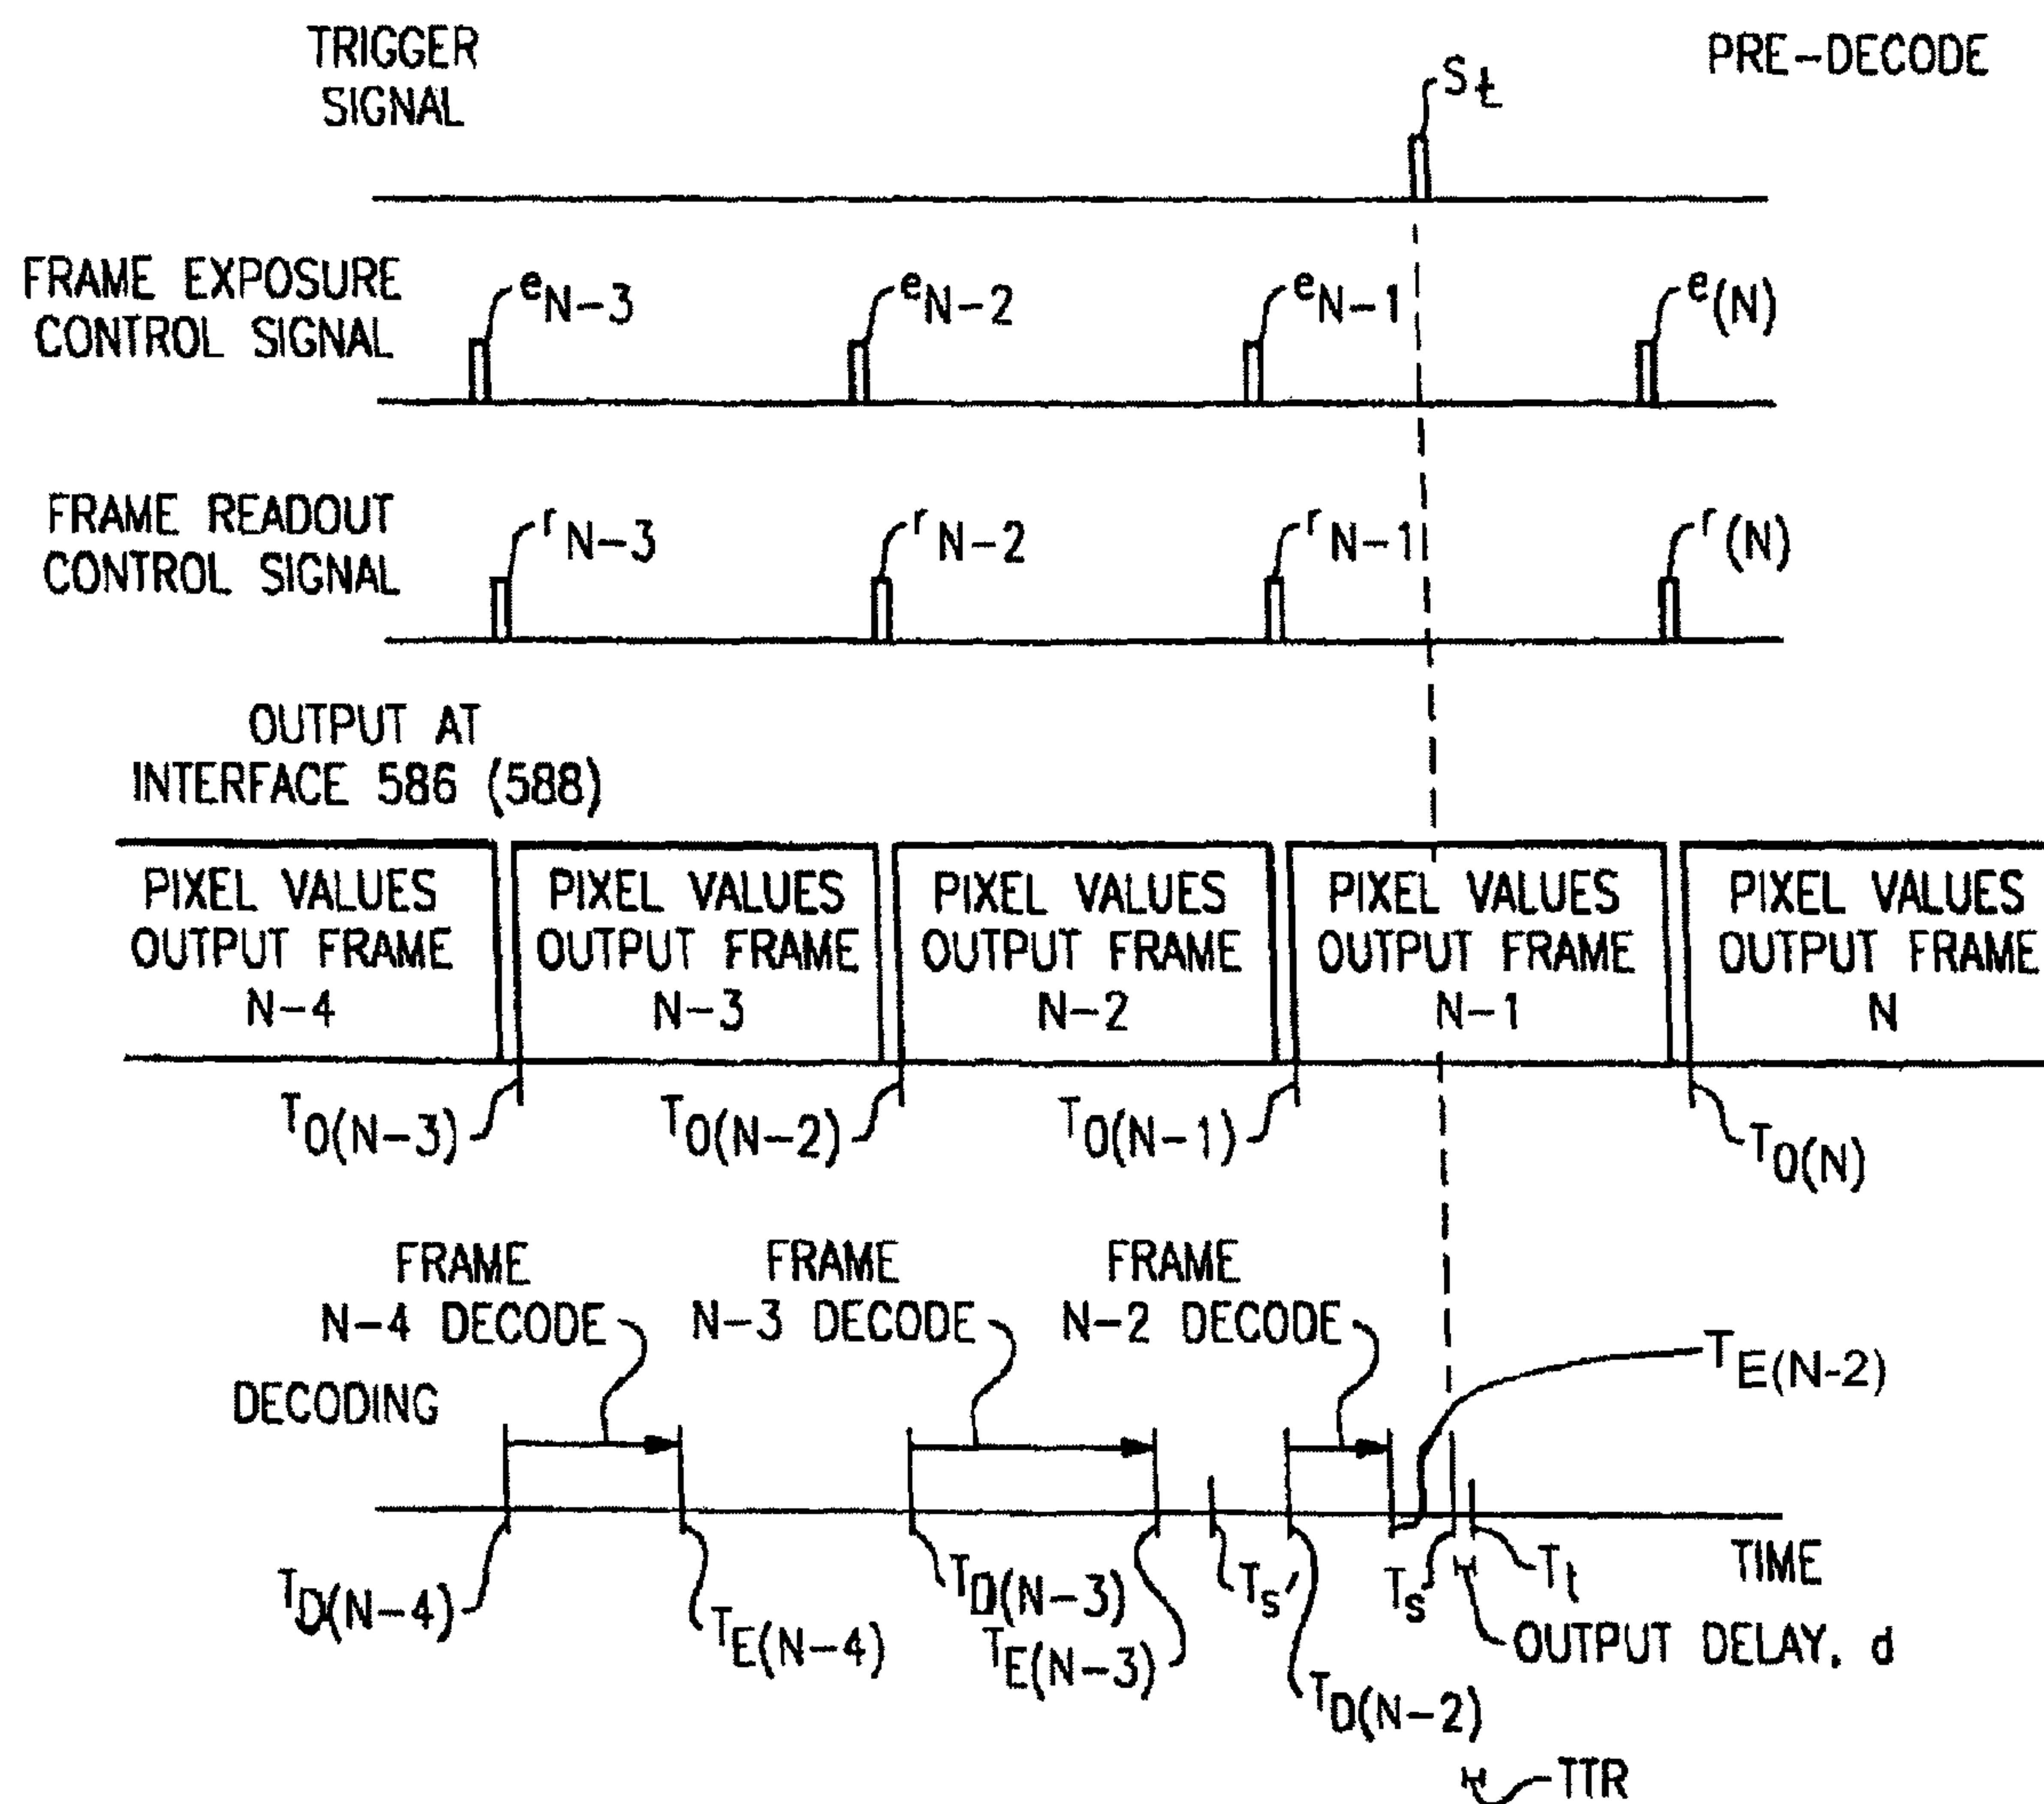 TRIGGER
SIGNAL
PRE-DECODE
St
FRAME EXPOSURE
CONTROL SIGNAL
eN-3
eN-2
eN-1
e(N)
FRAME READOUT
CONTROL SIGNAL
rN-3
rN-2
rN-1
r(N)
OUTPUT AT
INTERFACE 586 (588)
PIXEL VALUES
OUTPUT FRAME
N-4
PIXEL VALUES
OUTPUT FRAME
N-3
PIXEL VALUES
OUTPUT FRAME
N-2
PIXEL VALUES
OUTPUT FRAME
N-1
PIXEL VALUES
OUTPUT FRAME
N
TO(N-3)
TO(N-2)
TO(N-1)
TO(N)
FRAME
N-4 DECODE
FRAME
N-3 DECODE
FRAME
N-2 DECODE
TE(N-2)
DECODING
TD(N-4)
TE(N-4)
TD(N-3)
TE(N-3)
Ts'
TD(N-2)
Ts
Tt
TIME
OUTPUT DELAY, d
TTR